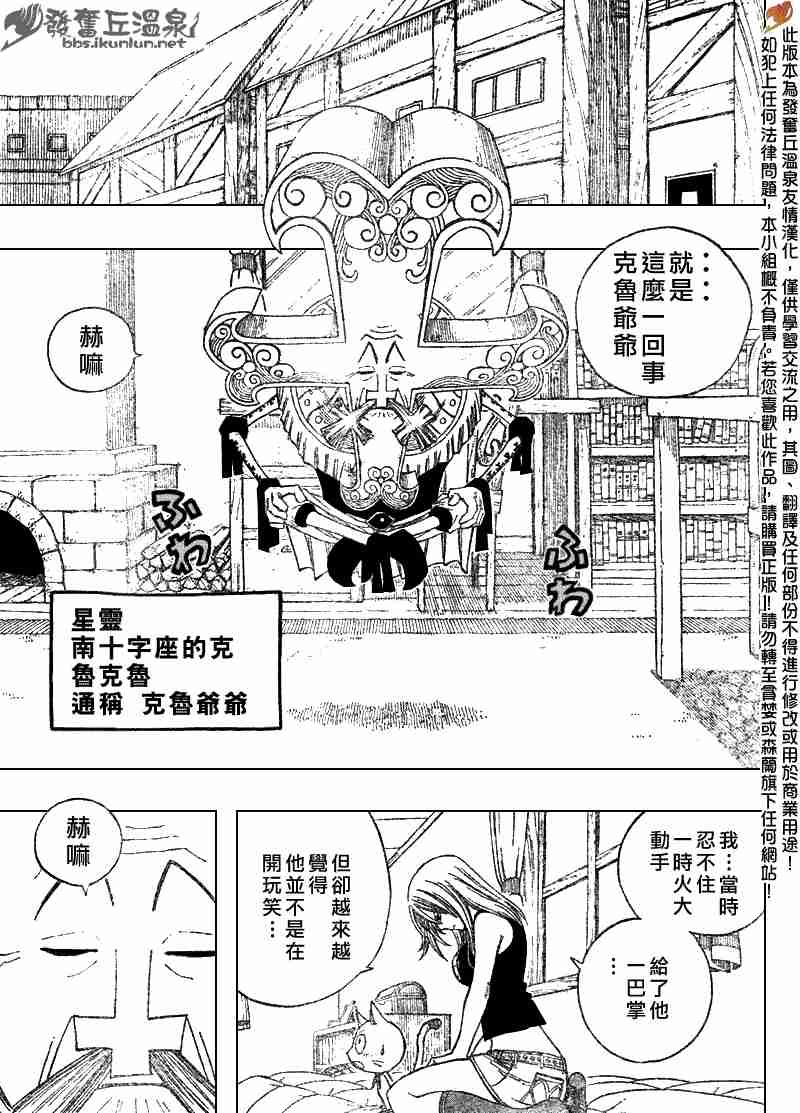 發奮丘溫泉
bbs.ikunlun.net
此版本為發奮丘溫泉友情漢化，僅供學習交流之用，其圖、翻譯及任何部份不得進行修改或用於商業用途！
如犯上任何法律問題，本小組概不負責。若您喜歡此作品，請購買正版!!請勿轉至貪婪或森蘭旗下任何網站!!
⋯⋯
就是
這麼一回事
克魯爺爺
赫
嘛
ふわ
ふわ
星靈
南十字座的克
魯克魯
通稱 克魯爺爺
我…當時
忍不住
一時火大
動手
給了他
一巴掌
…
但卻越來越
覺得
他並不是在
開玩笑…
赫
嘛